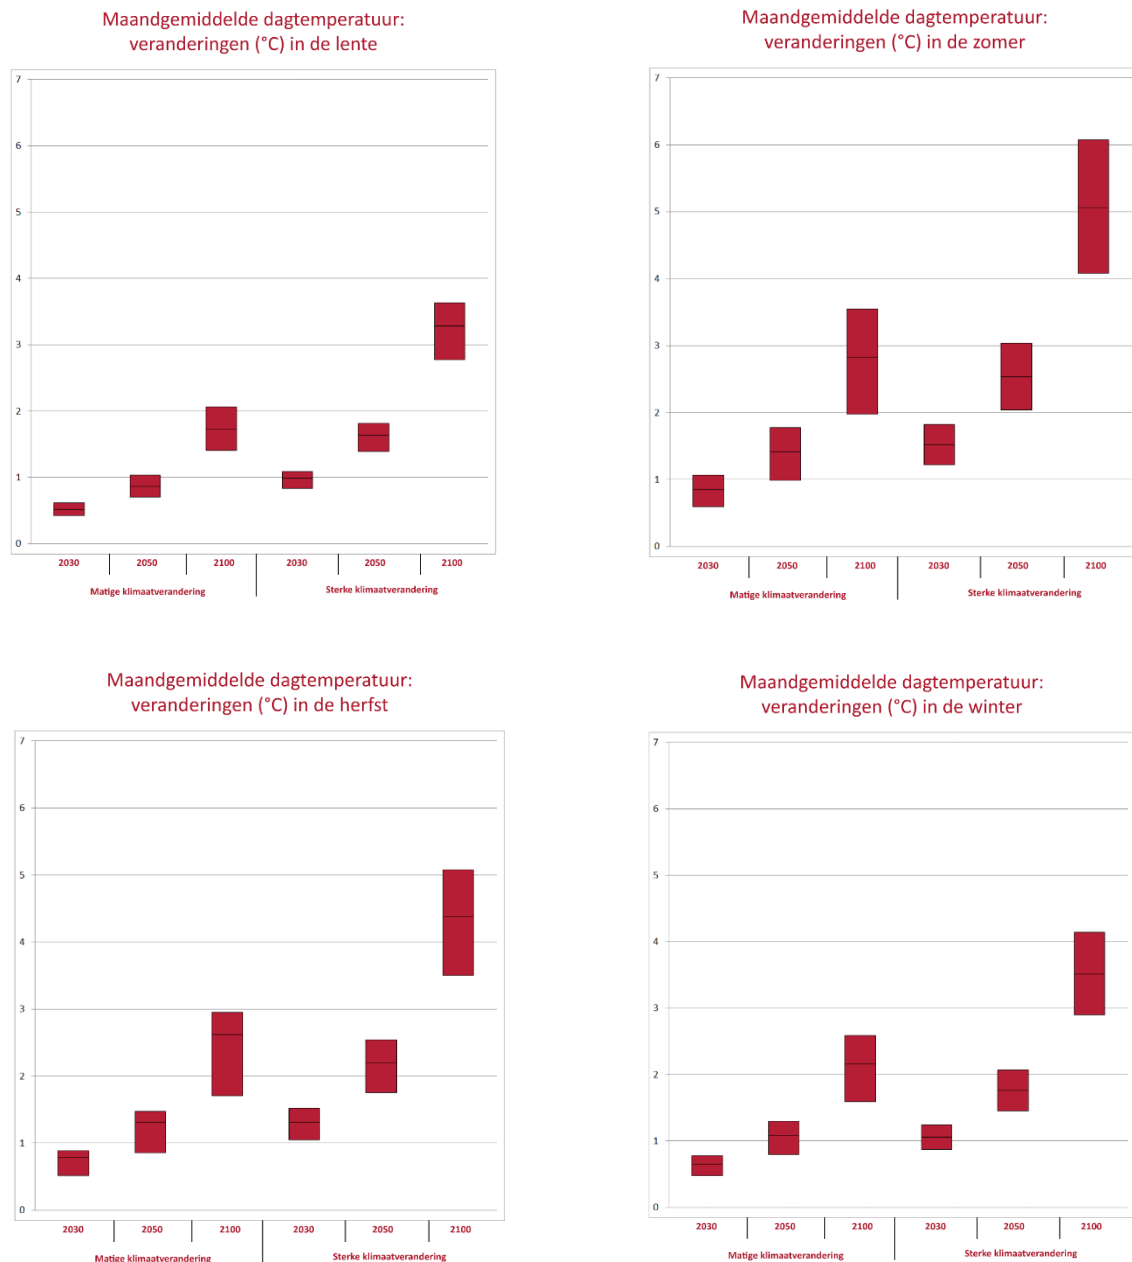 Maandgemiddelde dagtemperatuur:
veranderingen (°C) in de lente
7
6
5
4
3
2
1
0
2030 2050 2100 2030 2050 2100
Matige klimaatverandering Sterke klimaatverandering
Maandgemiddelde dagtemperatuur:
veranderingen (°C) in de zomer
7
6
5
4
3
2
1
0
2030 2050 2100 2030 2050 2100
Matige klimaatverandering Sterke klimaatverandering
Maandgemiddelde dagtemperatuur:
veranderingen (°C) in de herfst
7
6
5
4
3
2
1
0
2030 2050 2100 2030 2050 2100
Matige klimaatverandering Sterke klimaatverandering
Maandgemiddelde dagtemperatuur:
veranderingen (°C) in de winter
7
6
5
4
3
2
1
0
2030 2050 2100 2030 2050 2100
Matige klimaatverandering Sterke klimaatverandering